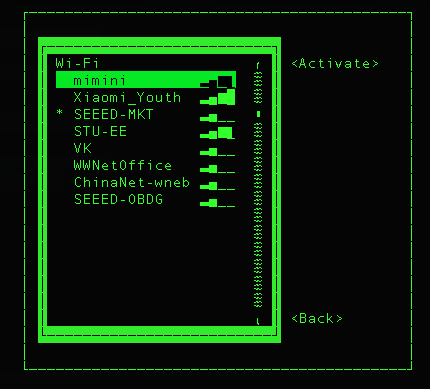 Wi-Fi
mimini
Xiaomi_Youth
* SEEED-MKT
STU-EE
VK
WWNetOffice
ChinaNet-wneb
SEEED-OBDG
<Activate>
<Back>